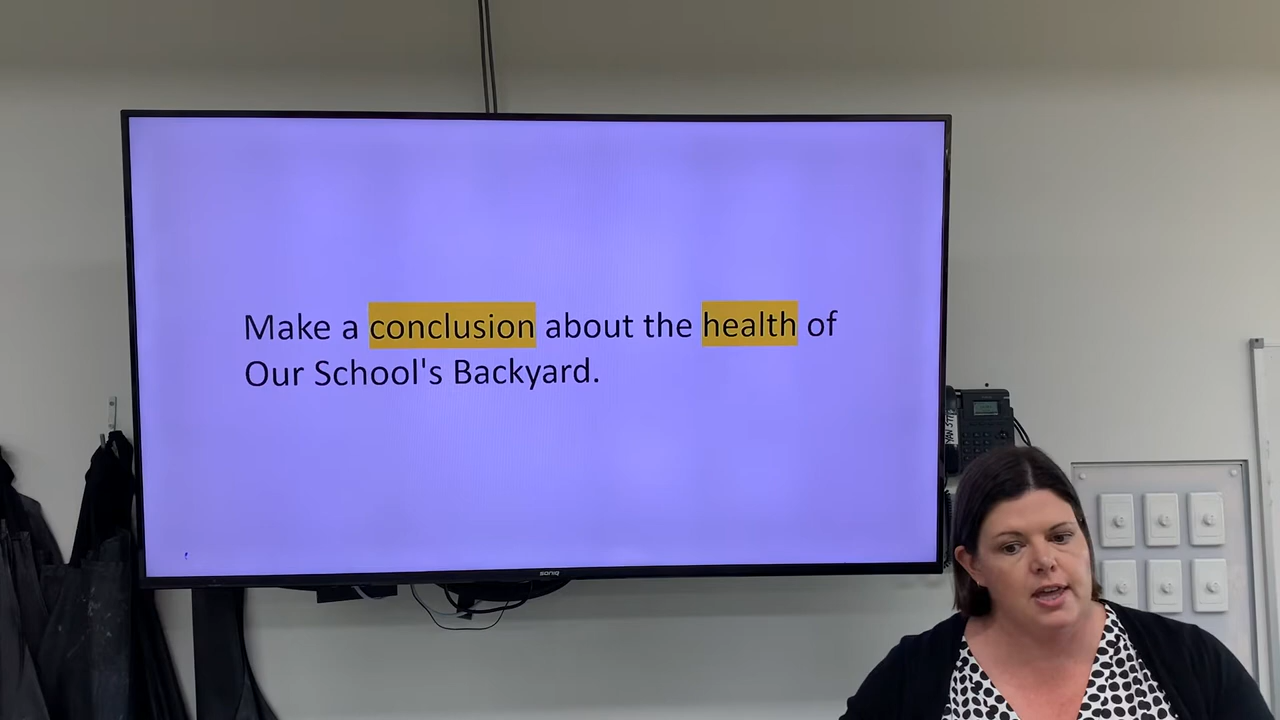 Make a conclusion about the health of
Our School's Backyard.
soniq